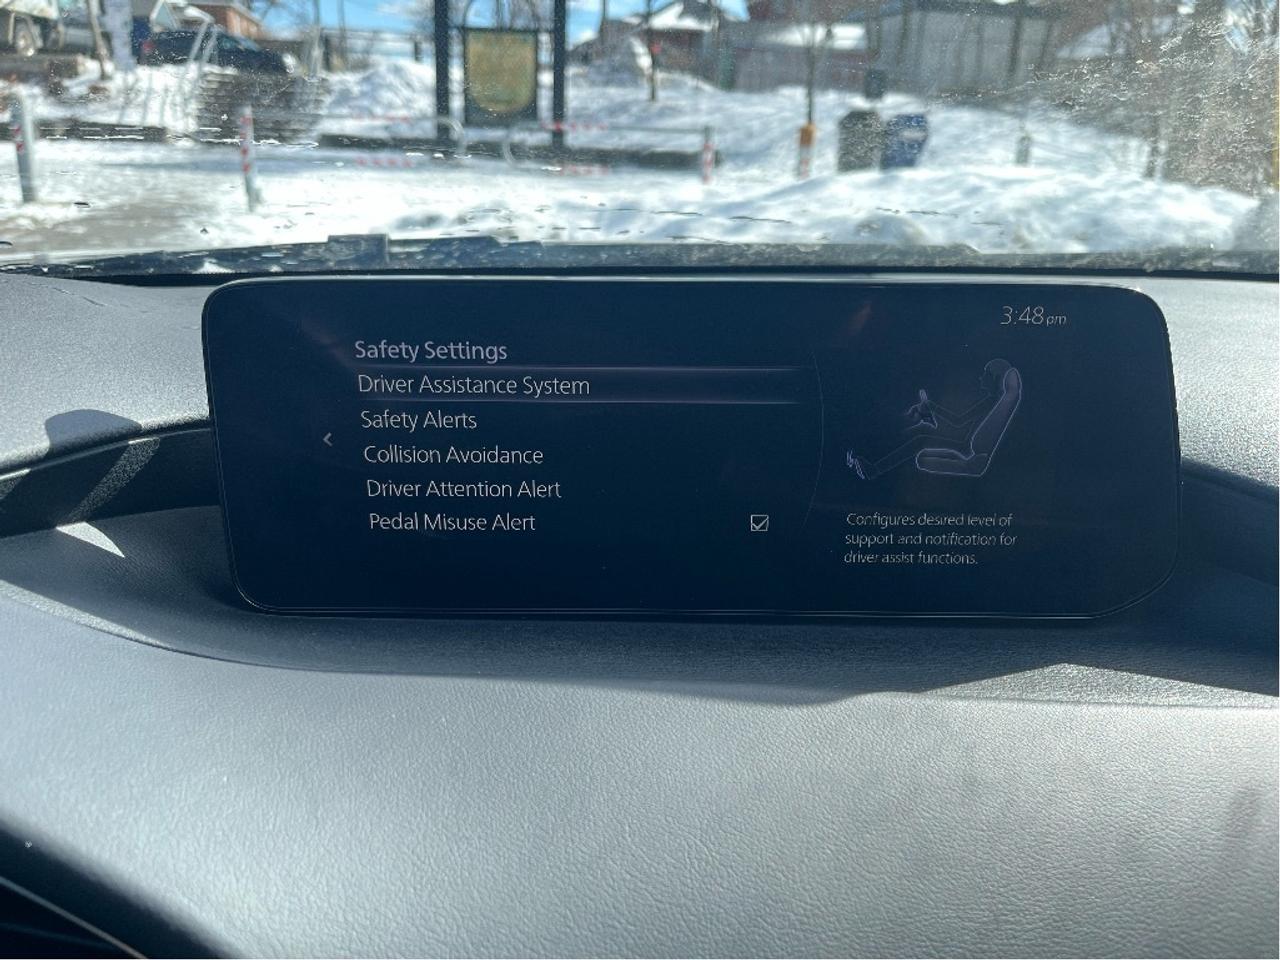 3:48 pm
Safety Settings
Driver Assistance System
Safety Alerts
Collision Avoidance
Driver Attention Alert
Pedal Misuse Alert
Configures desired level of
support and notification for
driver assist functions.